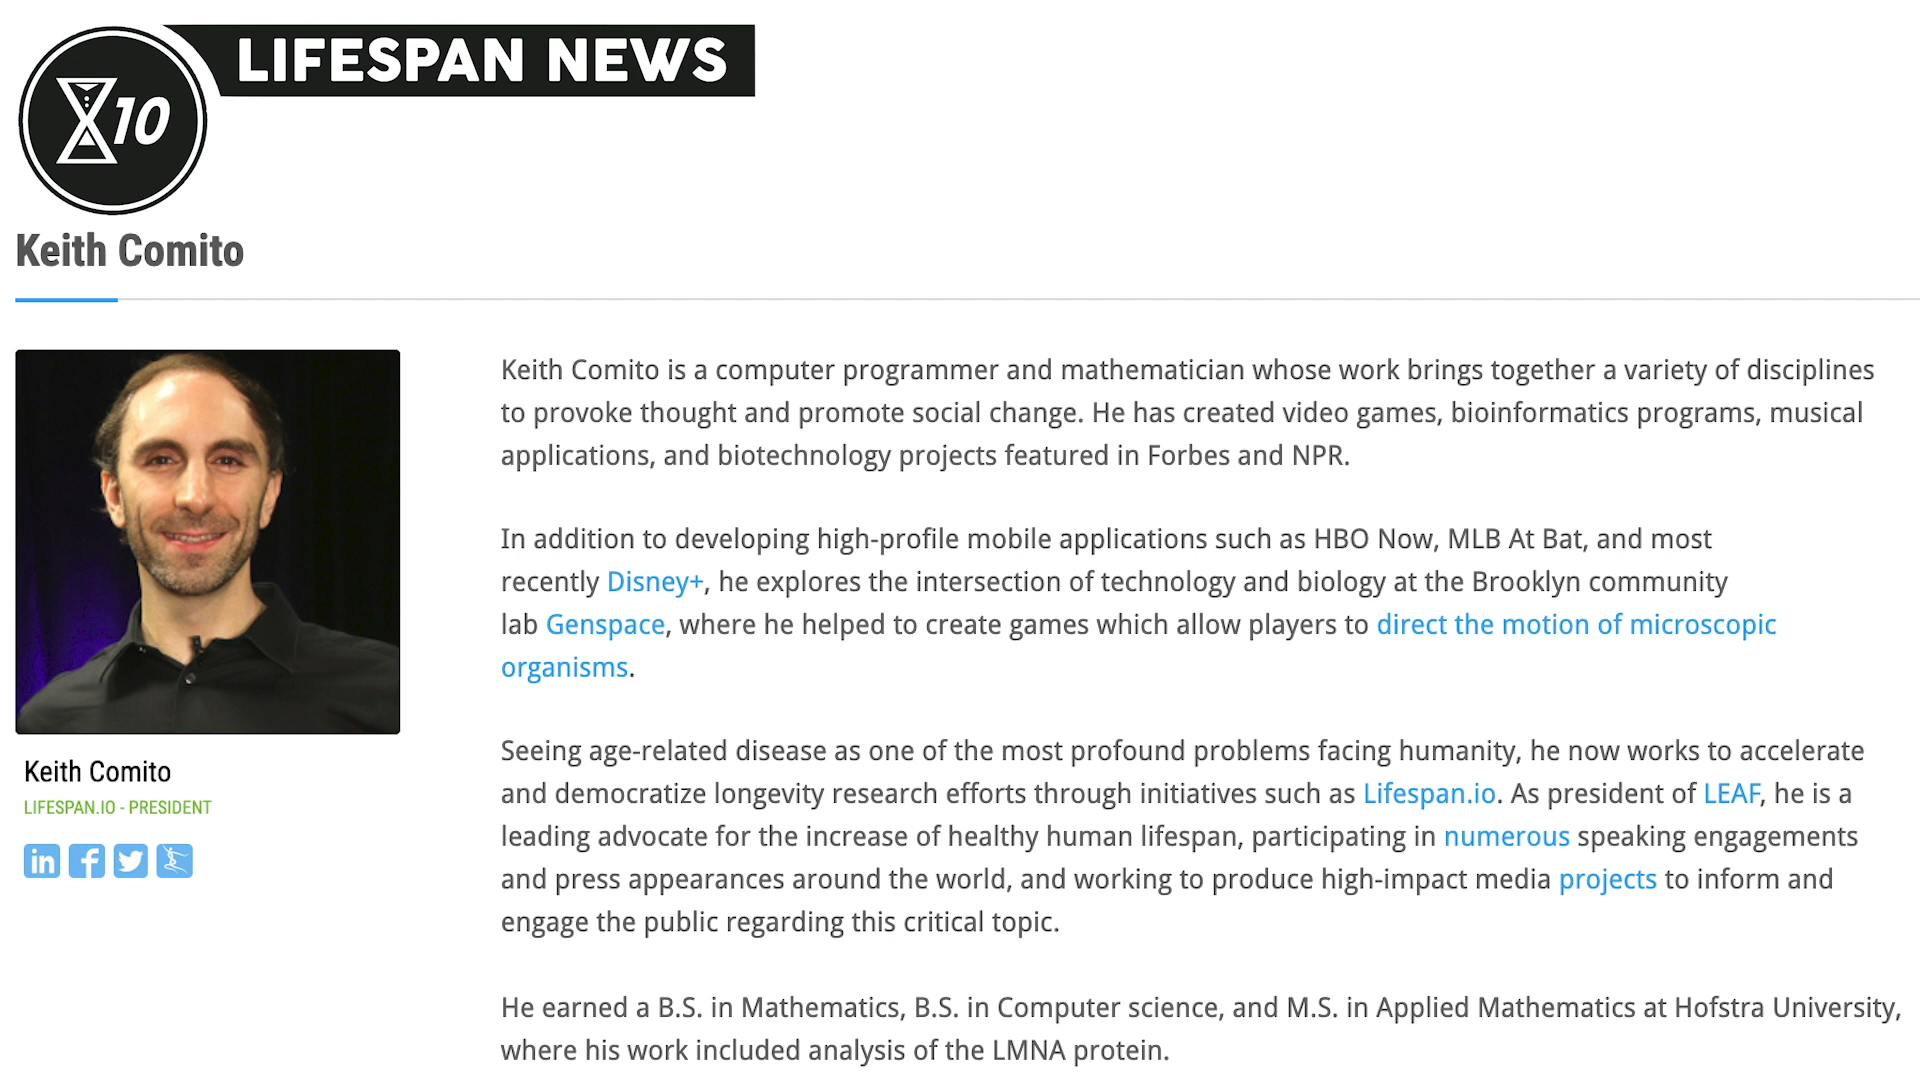 LIFESPAN NEWS
X10
Keith Comito
Keith Comito is a computer programmer and mathematician whose work brings together a variety of disciplines
to provoke thought and promote social change. He has created video games, bioinformatics programs, musical
applications, and biotechnology projects featured in Forbes and NPR.
In addition to developing high-profile mobile applications such as HBO Now, MLB At Bat, and most
recently Disney+, he explores the intersection of technology and biology at the Brooklyn community
lab Genspace, where he helped to create games which allow players to direct the motion of microscopic
organisms.
Seeing age-related disease as one of the most profound problems facing humanity, he now works to accelerate
and democratize longevity research efforts through initiatives such as Lifespan.io. As president of LEAF, he is a
leading advocate for the increase of healthy human lifespan, participating in numerous speaking engagements
and press appearances around the world, and working to produce high-impact media projects to inform and
engage the public regarding this critical topic.
He earned a B.S. in Mathematics, B.S. in Computer science, and M.S. in Applied Mathematics at Hofstra University,
where his work included analysis of the LMNA protein.
Keith Comito
LIFESPAN.IO - PRESIDENT
in f